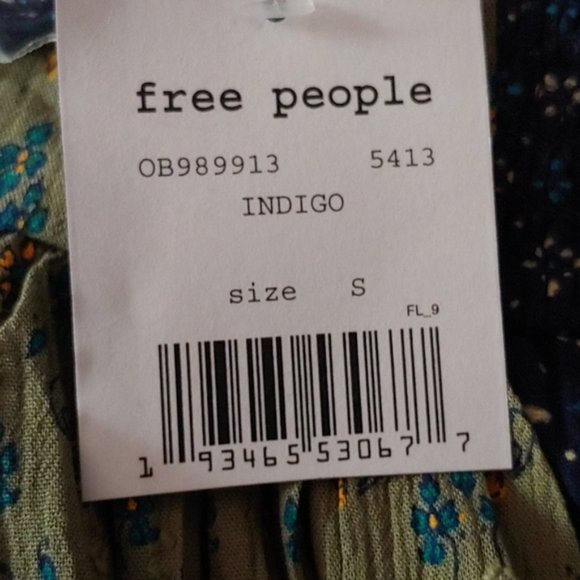 free people
OB989913 5413
INDIGO
size S
FL_9
1 93465 53067 7